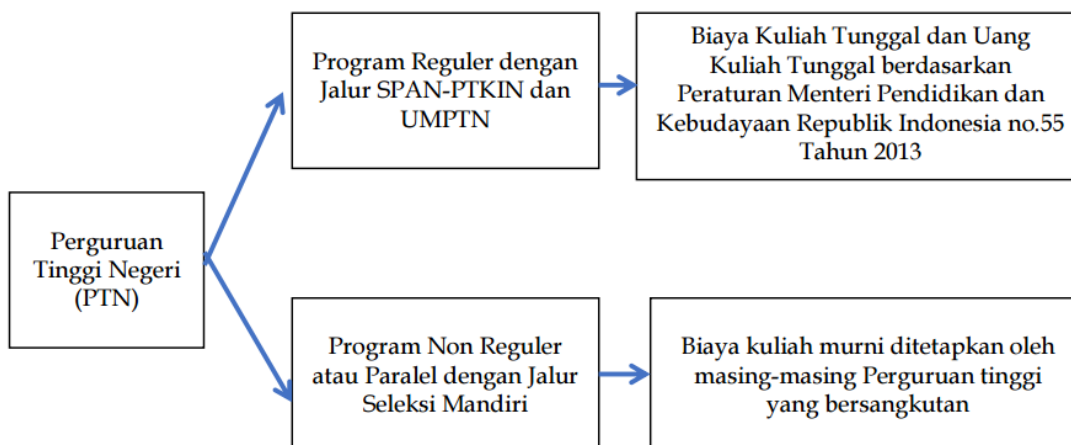 Perguruan
Tinggi Negeri
(PTN)
Program Reguler dengan
Jalur SPAN-PTKIN dan
UMPTN
Biaya Kuliah Tunggal dan Uang
Kuliah Tunggal berdasarkan
Peraturan Menteri Pendidikan dan
Kebudayaan Republik Indonesia no.55
Tahun 2013
Program Non Reguler
atau Paralel dengan Jalur
Seleksi Mandiri
Biaya kuliah murni ditetapkan oleh
masing-masing Perguruan tinggi
yang bersangkutan